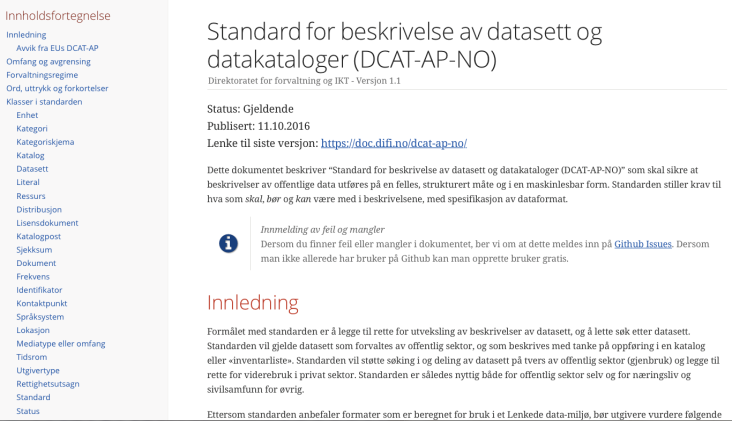 Innholdsfortegnelse
Innledning
Avvik fra EUs DCAT-AP
Omfang og avgrensing
Forvaltningsregime
Ord, uttrykk og forkortelser
Klasser i standarden
Enhet
Kategori
Kategoriskjema
Katalog
Datasett
Literal
Ressurs
Distribusjon
Lisensdokument
Katalogpost
Sjekksum
Dokument
Frekvens
Identifikator
Kontaktpunkt
Språksystem
Lokasjon
Mediatype eller omfang
Tidsrom
Utgivertype
Rettighetsutsagn
Standard
Status
Standard for beskrivelse av datasett og
datakataloger (DCAT-AP-NO)
Direktoratet for forvaltning og IKT - Versjon 1.1
Status: Gjeldende
Publisert: 11.10.2016
Lenke til siste versjon: https://doc.difi.no/dcat-ap-no/
Dette dokumentet beskriver “Standard for beskrivelse av datasett og datakataloger (DCAT-AP-NO)” som skal sikre at
beskrivelser av offentlige data utføres på en felles, strukturert måte og i en maskinlesbar form. Standarden stiller krav til
hva som skal, bør og kan være med i beskrivelsene, med spesifikasjon av dataformat.
Innmelding av feil og mangler
Dersom du finner feil eller mangler i dokumentet, ber vi om at dette meldes inn på Github Issues. Dersom
man ikke allerede har bruker på Github kan man opprette bruker gratis.
Innledning
Formålet med standarden er å legge til rette for utveksling av beskrivelser av datasett, og å lette søk etter datasett.
Standarden vil gjelde datasett som forvaltes av offentlig sektor, og som beskrives med tanke på oppføring i en katalog
eller «inventarliste». Standarden vil støtte søking i og deling av datasett på tvers av offentlig sektor (gjenbruk) og legge til
rette for viderebruk i privat sektor. Standarden er således nyttig både for offentlig sektor selv og for næringsliv og
sivilsamfunn for øvrig.
Ettersom standarden anbefaler formater som er beregnet for bruk i et Lenkede data-miljø, bør utgivere vurdere følgende